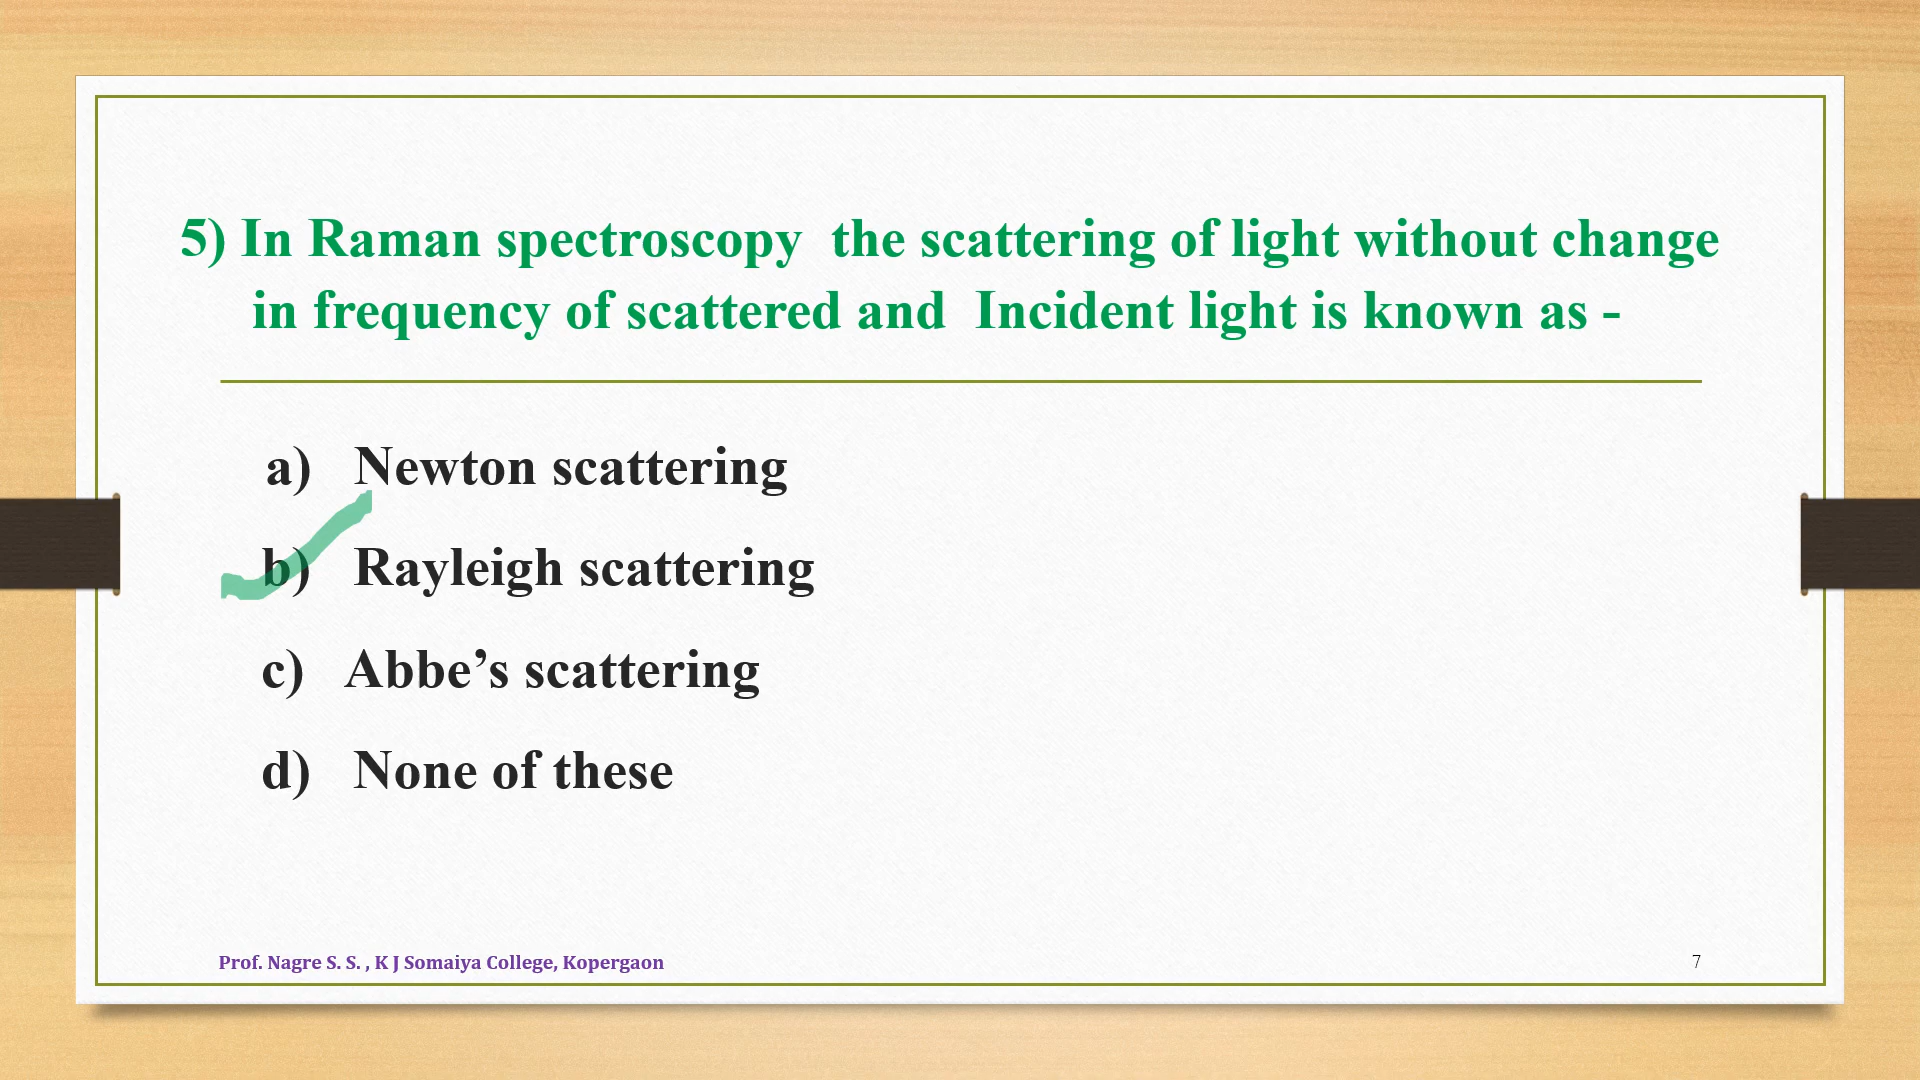 5) In Raman spectroscopy the scattering of light without change
in frequency of scattered and Incident light is known as -
a) Newton scattering
b) Rayleigh scattering
c) Abbe’s scattering
d) None of these
Prof. Nagre S. S. , K J Somaiya College, Kopergaon
7